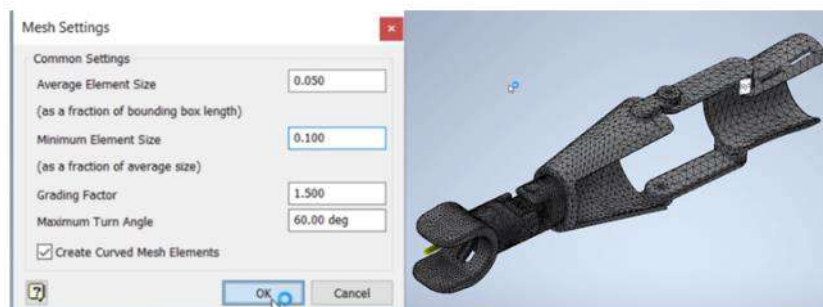 Mesh Settings
Common Settings
Average Element Size 0.050
(as a fraction of bounding box length)
Minimum Element Size 0.100
(as a fraction of average size)
Grading Factor 1.500
Maximum Turn Angle 60.00 deg
Create Curved Mesh Elements
OK Cancel